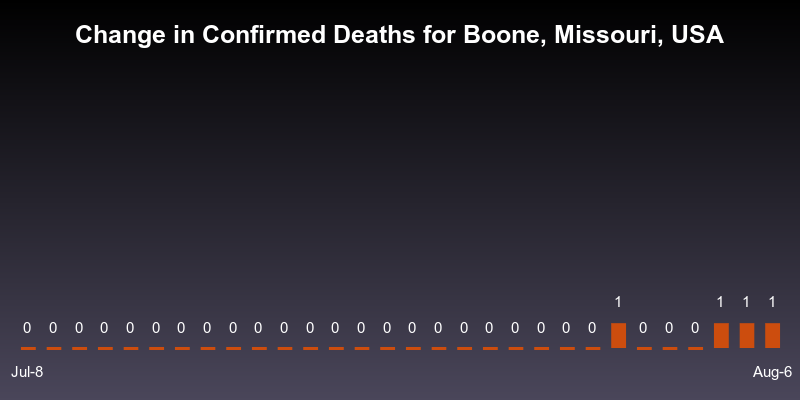 Change in Confirmed Deaths for Boone, Missouri, USA
1 1 1 1
0 0 0 0 0 0 0 0 0 0 0 0 0 0 0 0 0 0 0 0 0 0 0 0 0 0
Jul-8 Aug-6